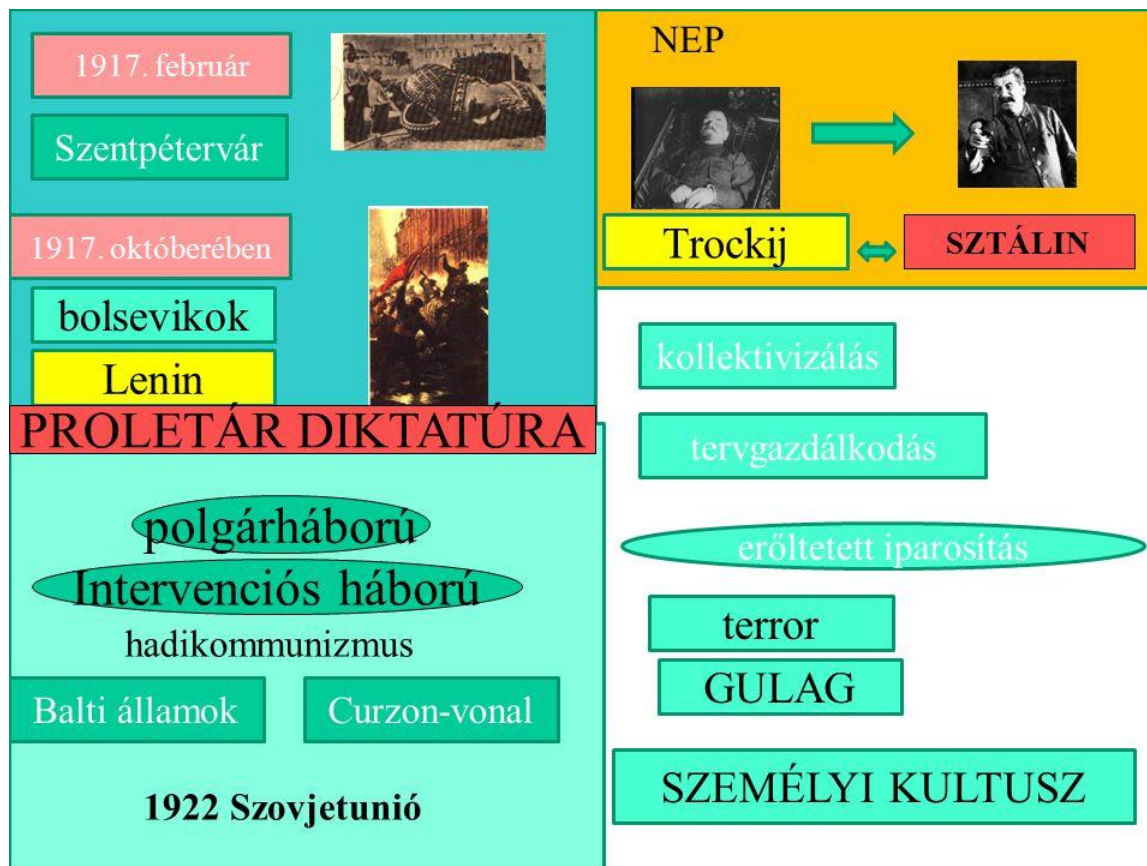 1917. február
Szentpétervár
1917. októberében
bolsevikok
Lenin
PROLETÁR DIKTATÚRA
polgárháború
Intervenciós háború
hadikommunizmus
Balti államok
Curzon-vonal
1922 Szovjetunió
NEP
Trockij
SZTÁLIN
kollektivizálás
tervgazdálkodás
erőltetett iparosítás
terror
GULAG
SZEMÉLYI KULTUSZ